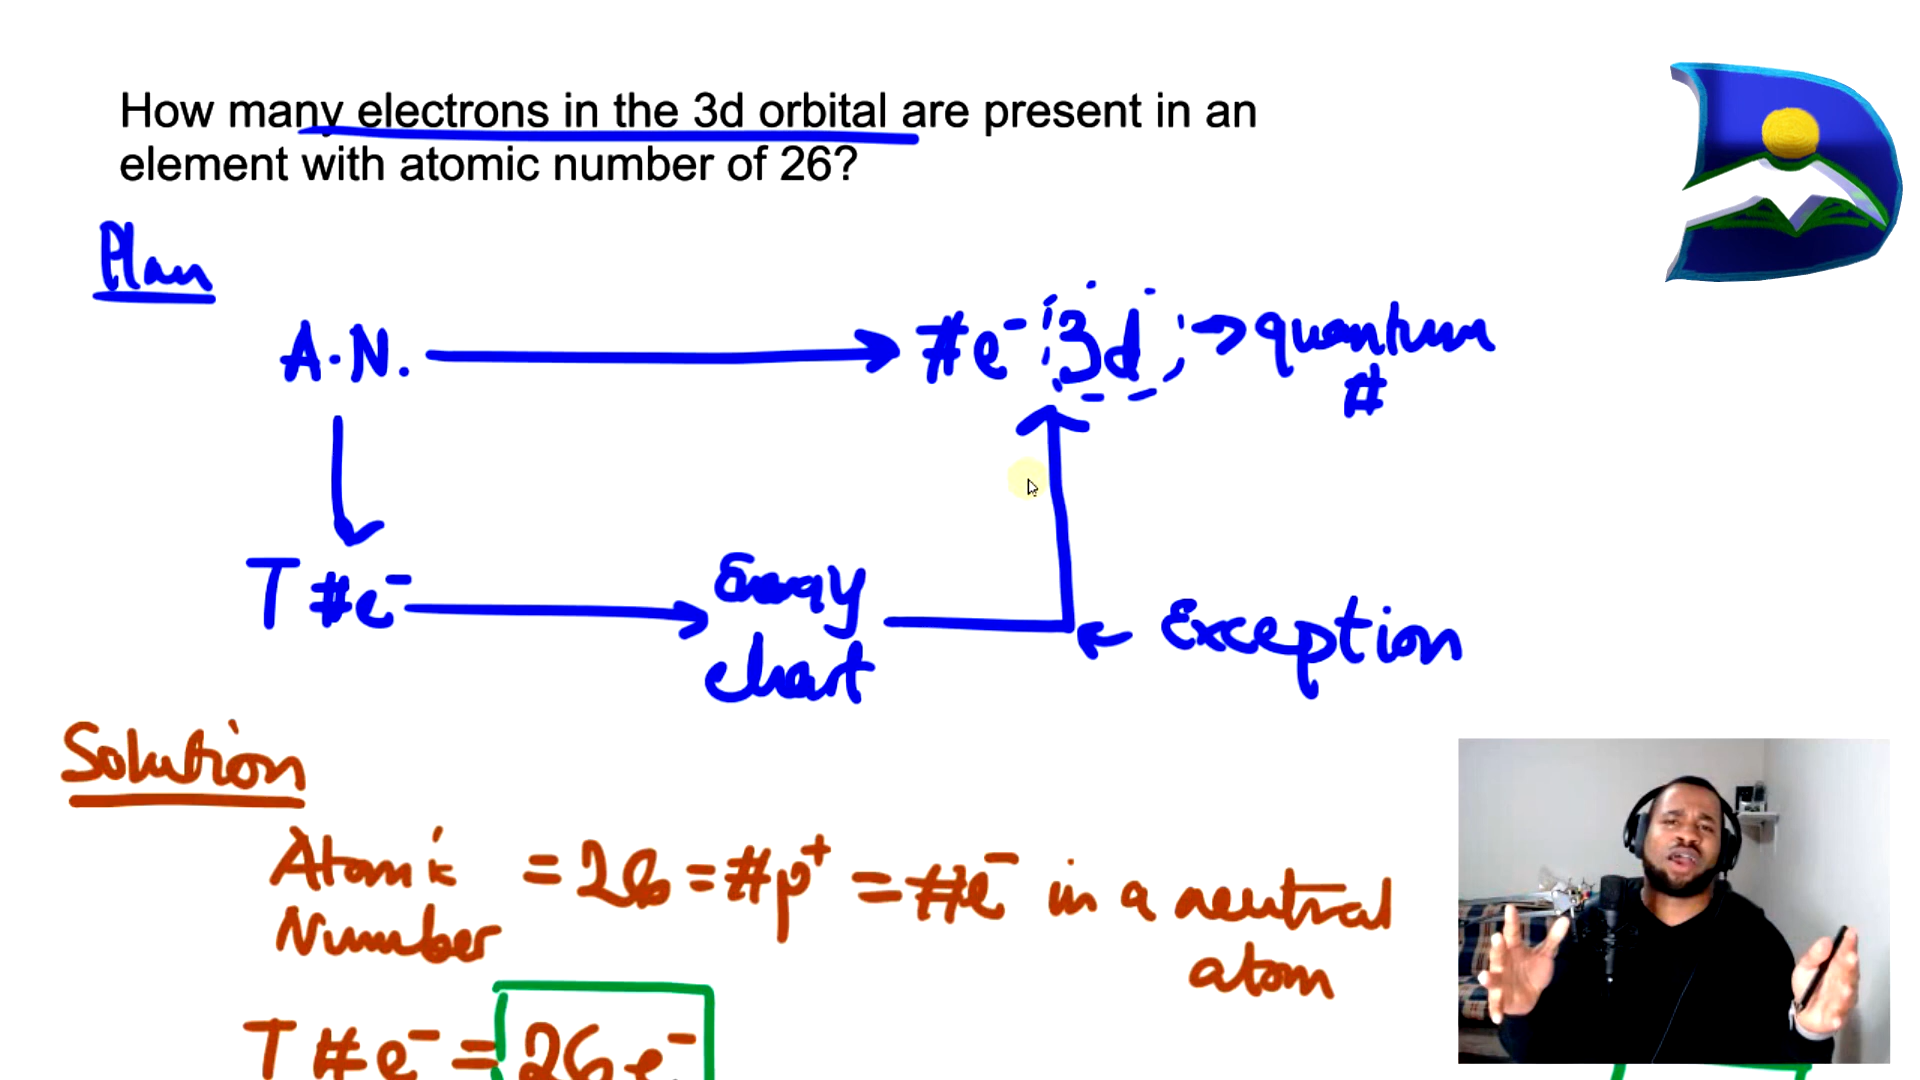 How many electrons in the 3d orbital are present in an
element with atomic number of 26?
Plan
A.N. → #e⁻ 3d → quantum
#
T #e⁻ → Energy
chart
← Exception
Solution
Atomic = 26 = #p⁺ = #e⁻ in a neutral
Number
atom
T #e⁻ = 26 e⁻